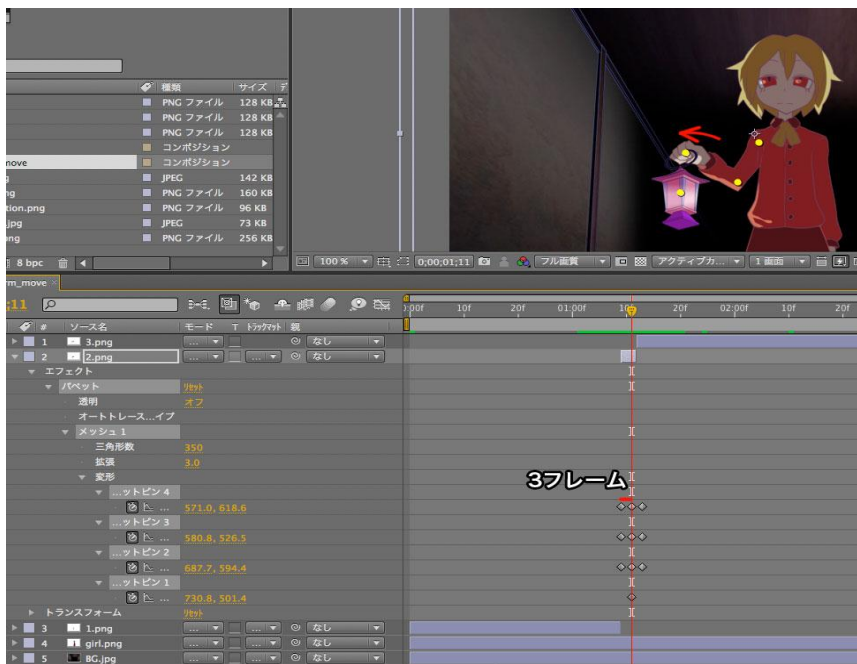 種類 サイズ デ
PNG ファイル 128 KB
PNG ファイル 128 KB
PNG ファイル 128 KB
コンポジション
move コンポジション
g JPEG 142 KB
ng PNG ファイル 160 KB
tion.png PNG ファイル 96 KB
.jpg JPEG 73 KB
ong PNG ファイル 256 KB
8 bpc
100 % 0;00;01;11 フル画質 アクティブカ... 1 画面
rm_move ×
;11
):00f 10f 20f 01:00f 10f 20f 02:00f 10f 20f
# ソース名 モード T トラックマット 親
1 3.png ... なし
2 2.png ... ... なし
エフェクト
パペット リセット
透明 オフ
オートトレース...イプ
メッシュ 1
三角形数 350
拡張 3.0
変形
3フレーム
...ットピン 4
... 571.0, 618.6
...ットピン 3
... 580.8, 526.5
...ットピン 2
... 687.7, 594.4
...ットピン 1
... 730.8, 501.4
トランスフォーム リセット
3 1.png ... ... なし
4 girl.png ... ... なし
5 BG.jpg ... ... なし